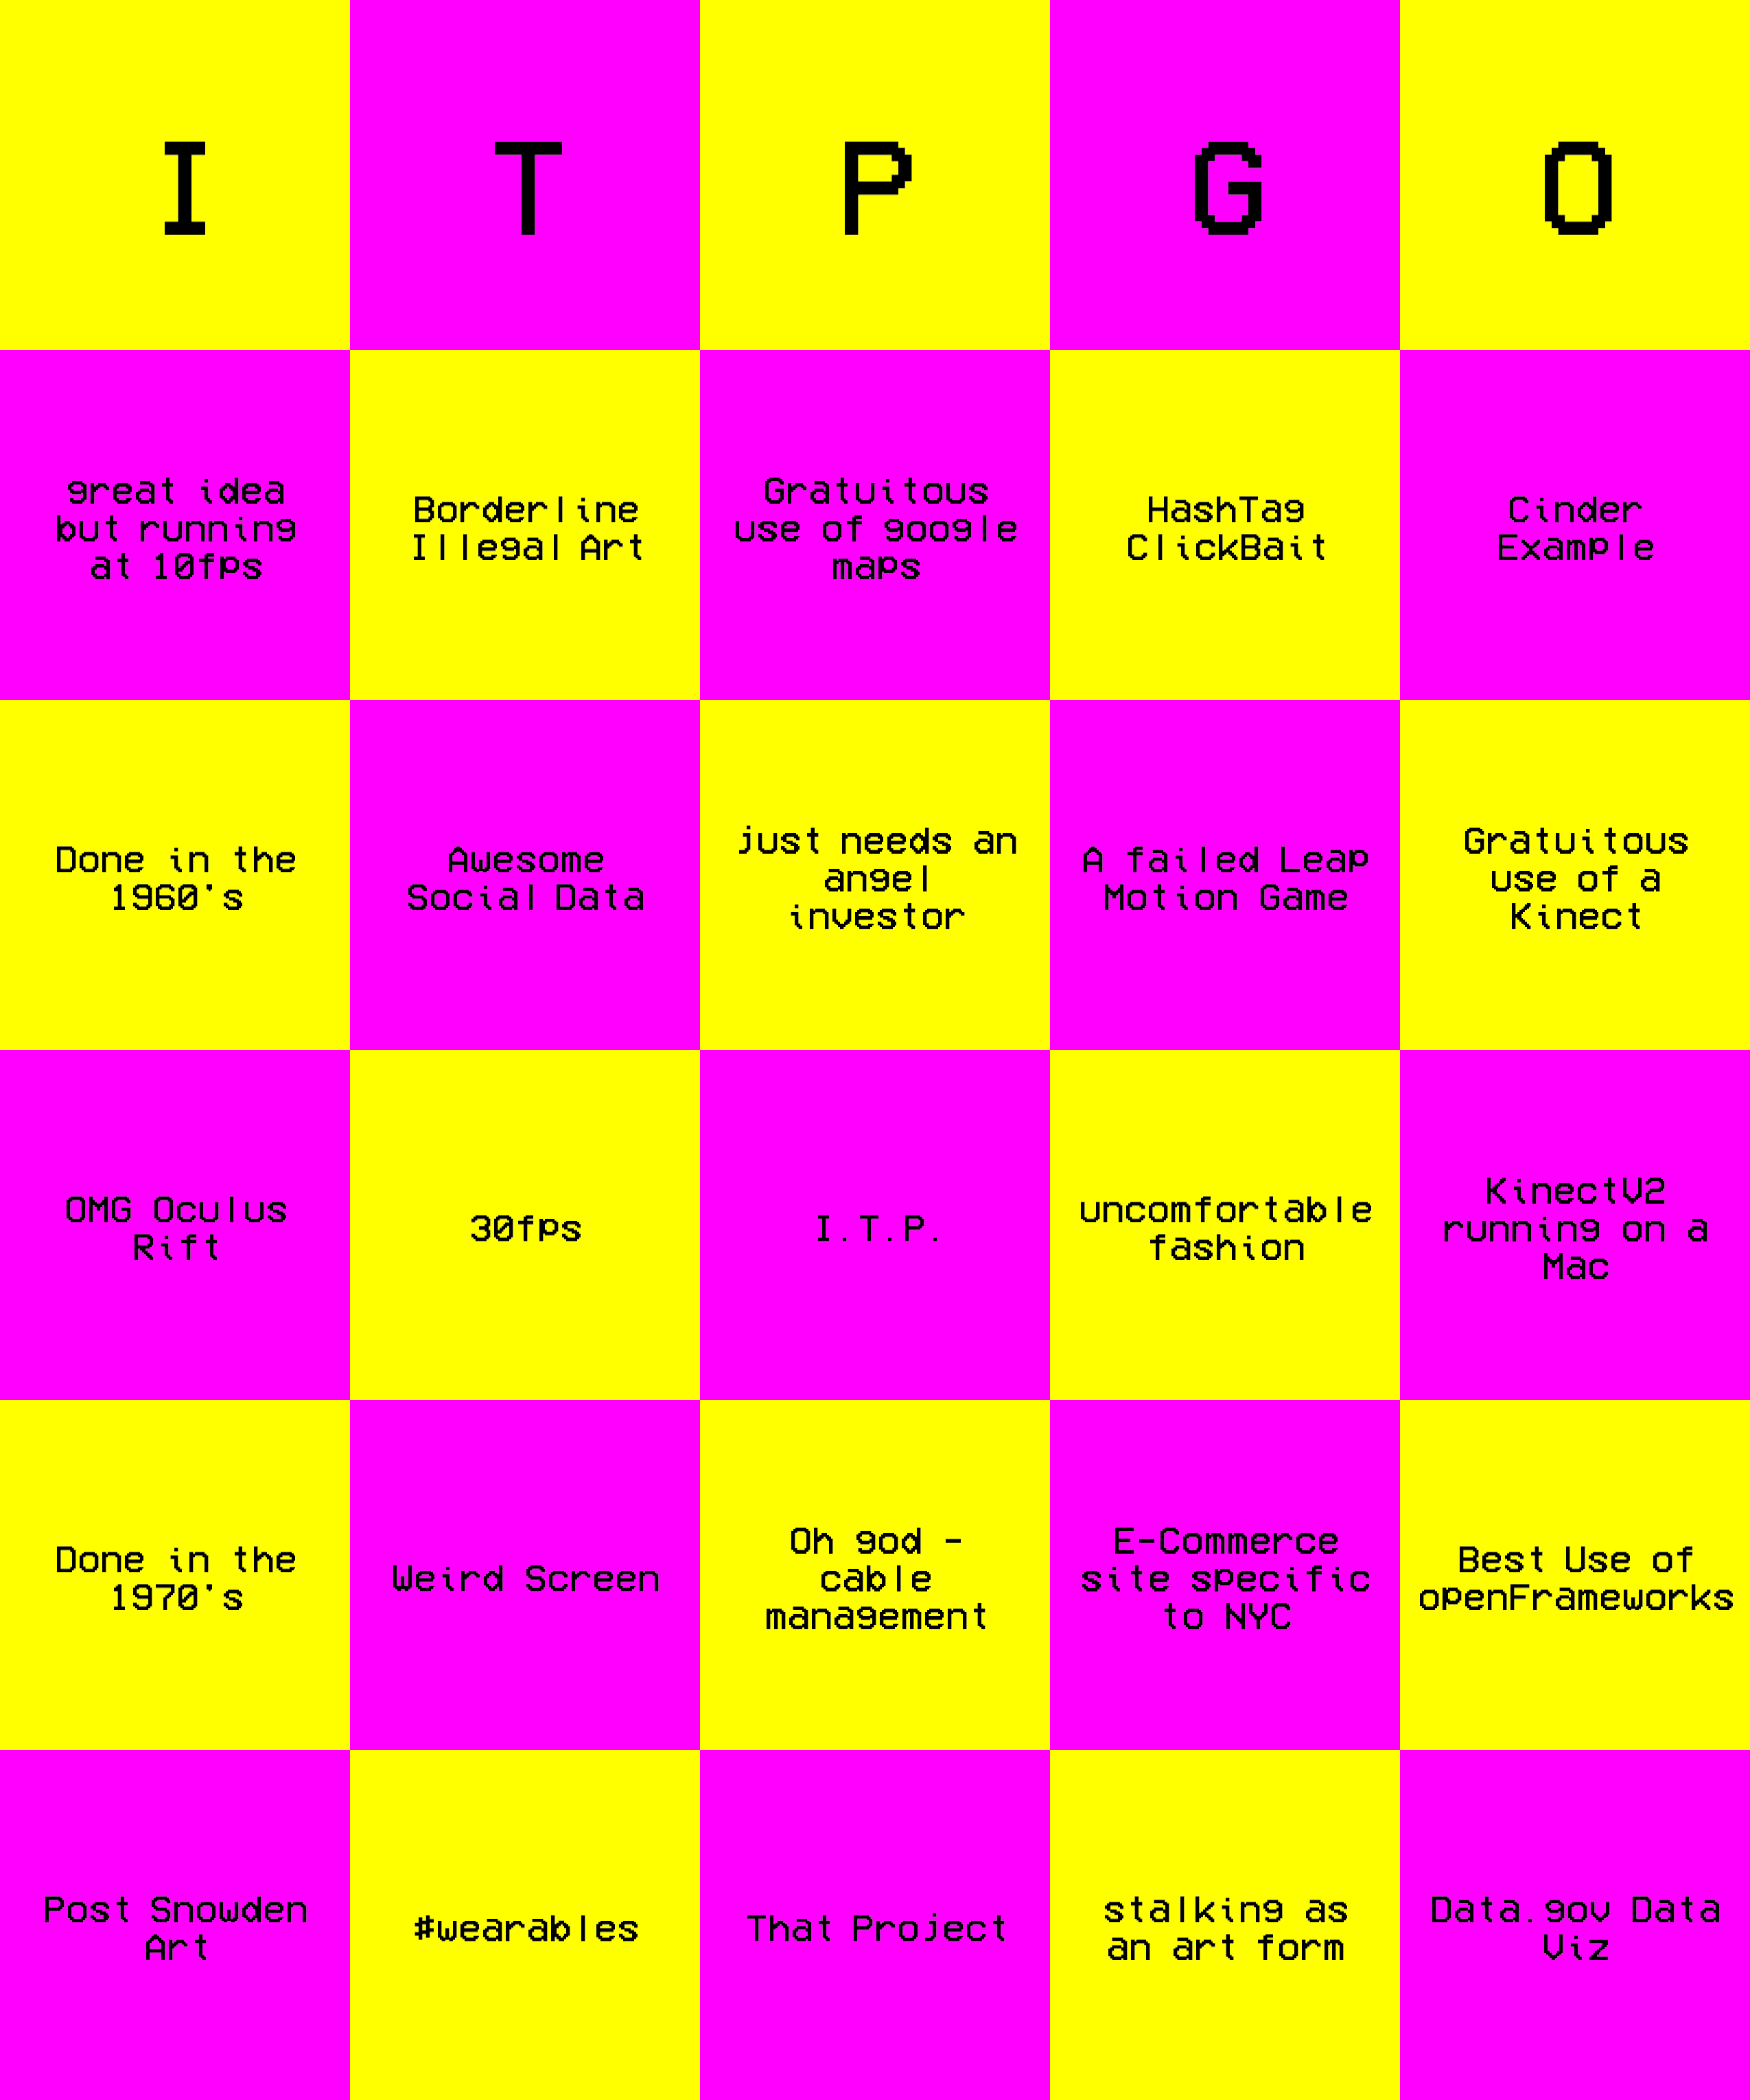 I T P G O
great idea
but running
at 10fps
Borderline
Illegal Art
Gratuitous
use of google
maps
HashTag
ClickBait
Cinder
Example
Done in the
1960's
Awesome
Social Data
just needs an
angel
investor
A failed Leap
Motion Game
Gratuitous
use of a
Kinect
OMG Oculus
Rift
30fps
I.T.P.
uncomfortable
fashion
KinectV2
running on a
Mac
Done in the
1970's
Weird Screen
Oh god -
cable
management
E-Commerce
site specific
to NYC
Best Use of
openFrameworks
Post Snowden
Art
#wearables
That Project
stalking as
an art form
Data.gov Data
Viz